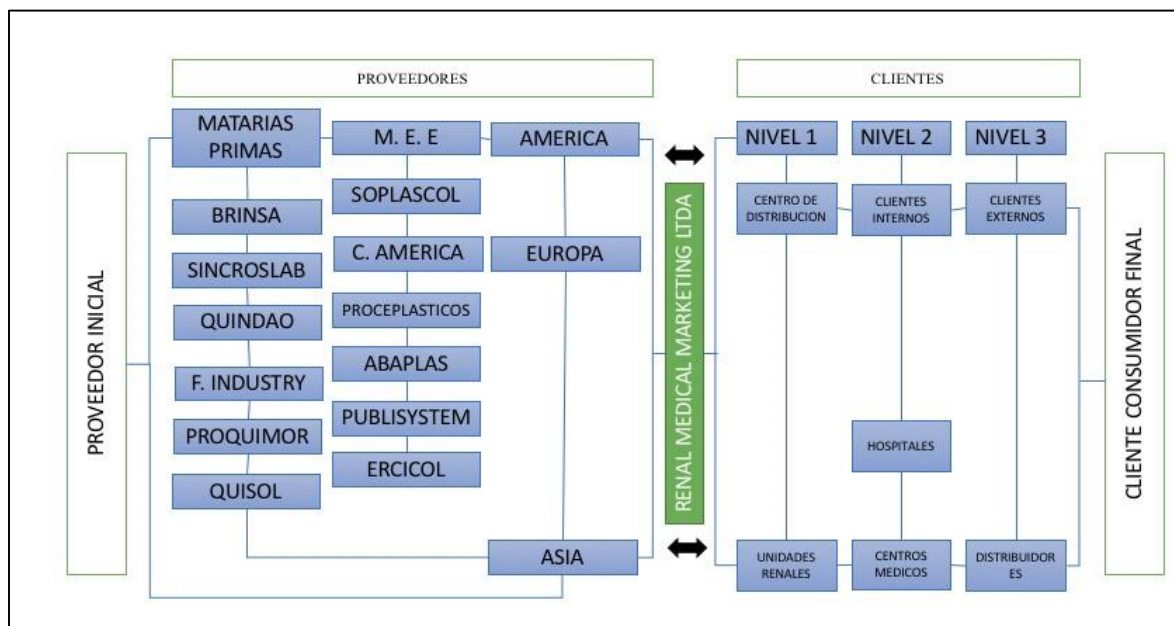 PROVEEDORES
CLIENTES
PROVEEDOR INICIAL
MATARIAS
PRIMAS
BRINSA
SINCROSLAB
QUINDAO
F. INDUSTRY
PROQUIMOR
QUISOL
M. E. E
SOPLASCOL
C. AMERICA
PROCEPLASTICOS
ABAPLAS
PUBLISYSTEM
ERCICOL
AMERICA
EUROPA
ASIA
RENAL MEDICAL MARKETING LTDA
NIVEL 1
CENTRO DE
DISTRIBUCION
UNIDADES
RENALES
NIVEL 2
CLIENTES
INTERNOS
HOSPITALES
CENTROS
MEDICOS
NIVEL 3
CLIENTES
EXTERNOS
DISTRIBUIDOR
ES
CLIENTE CONSUMIDOR FINAL